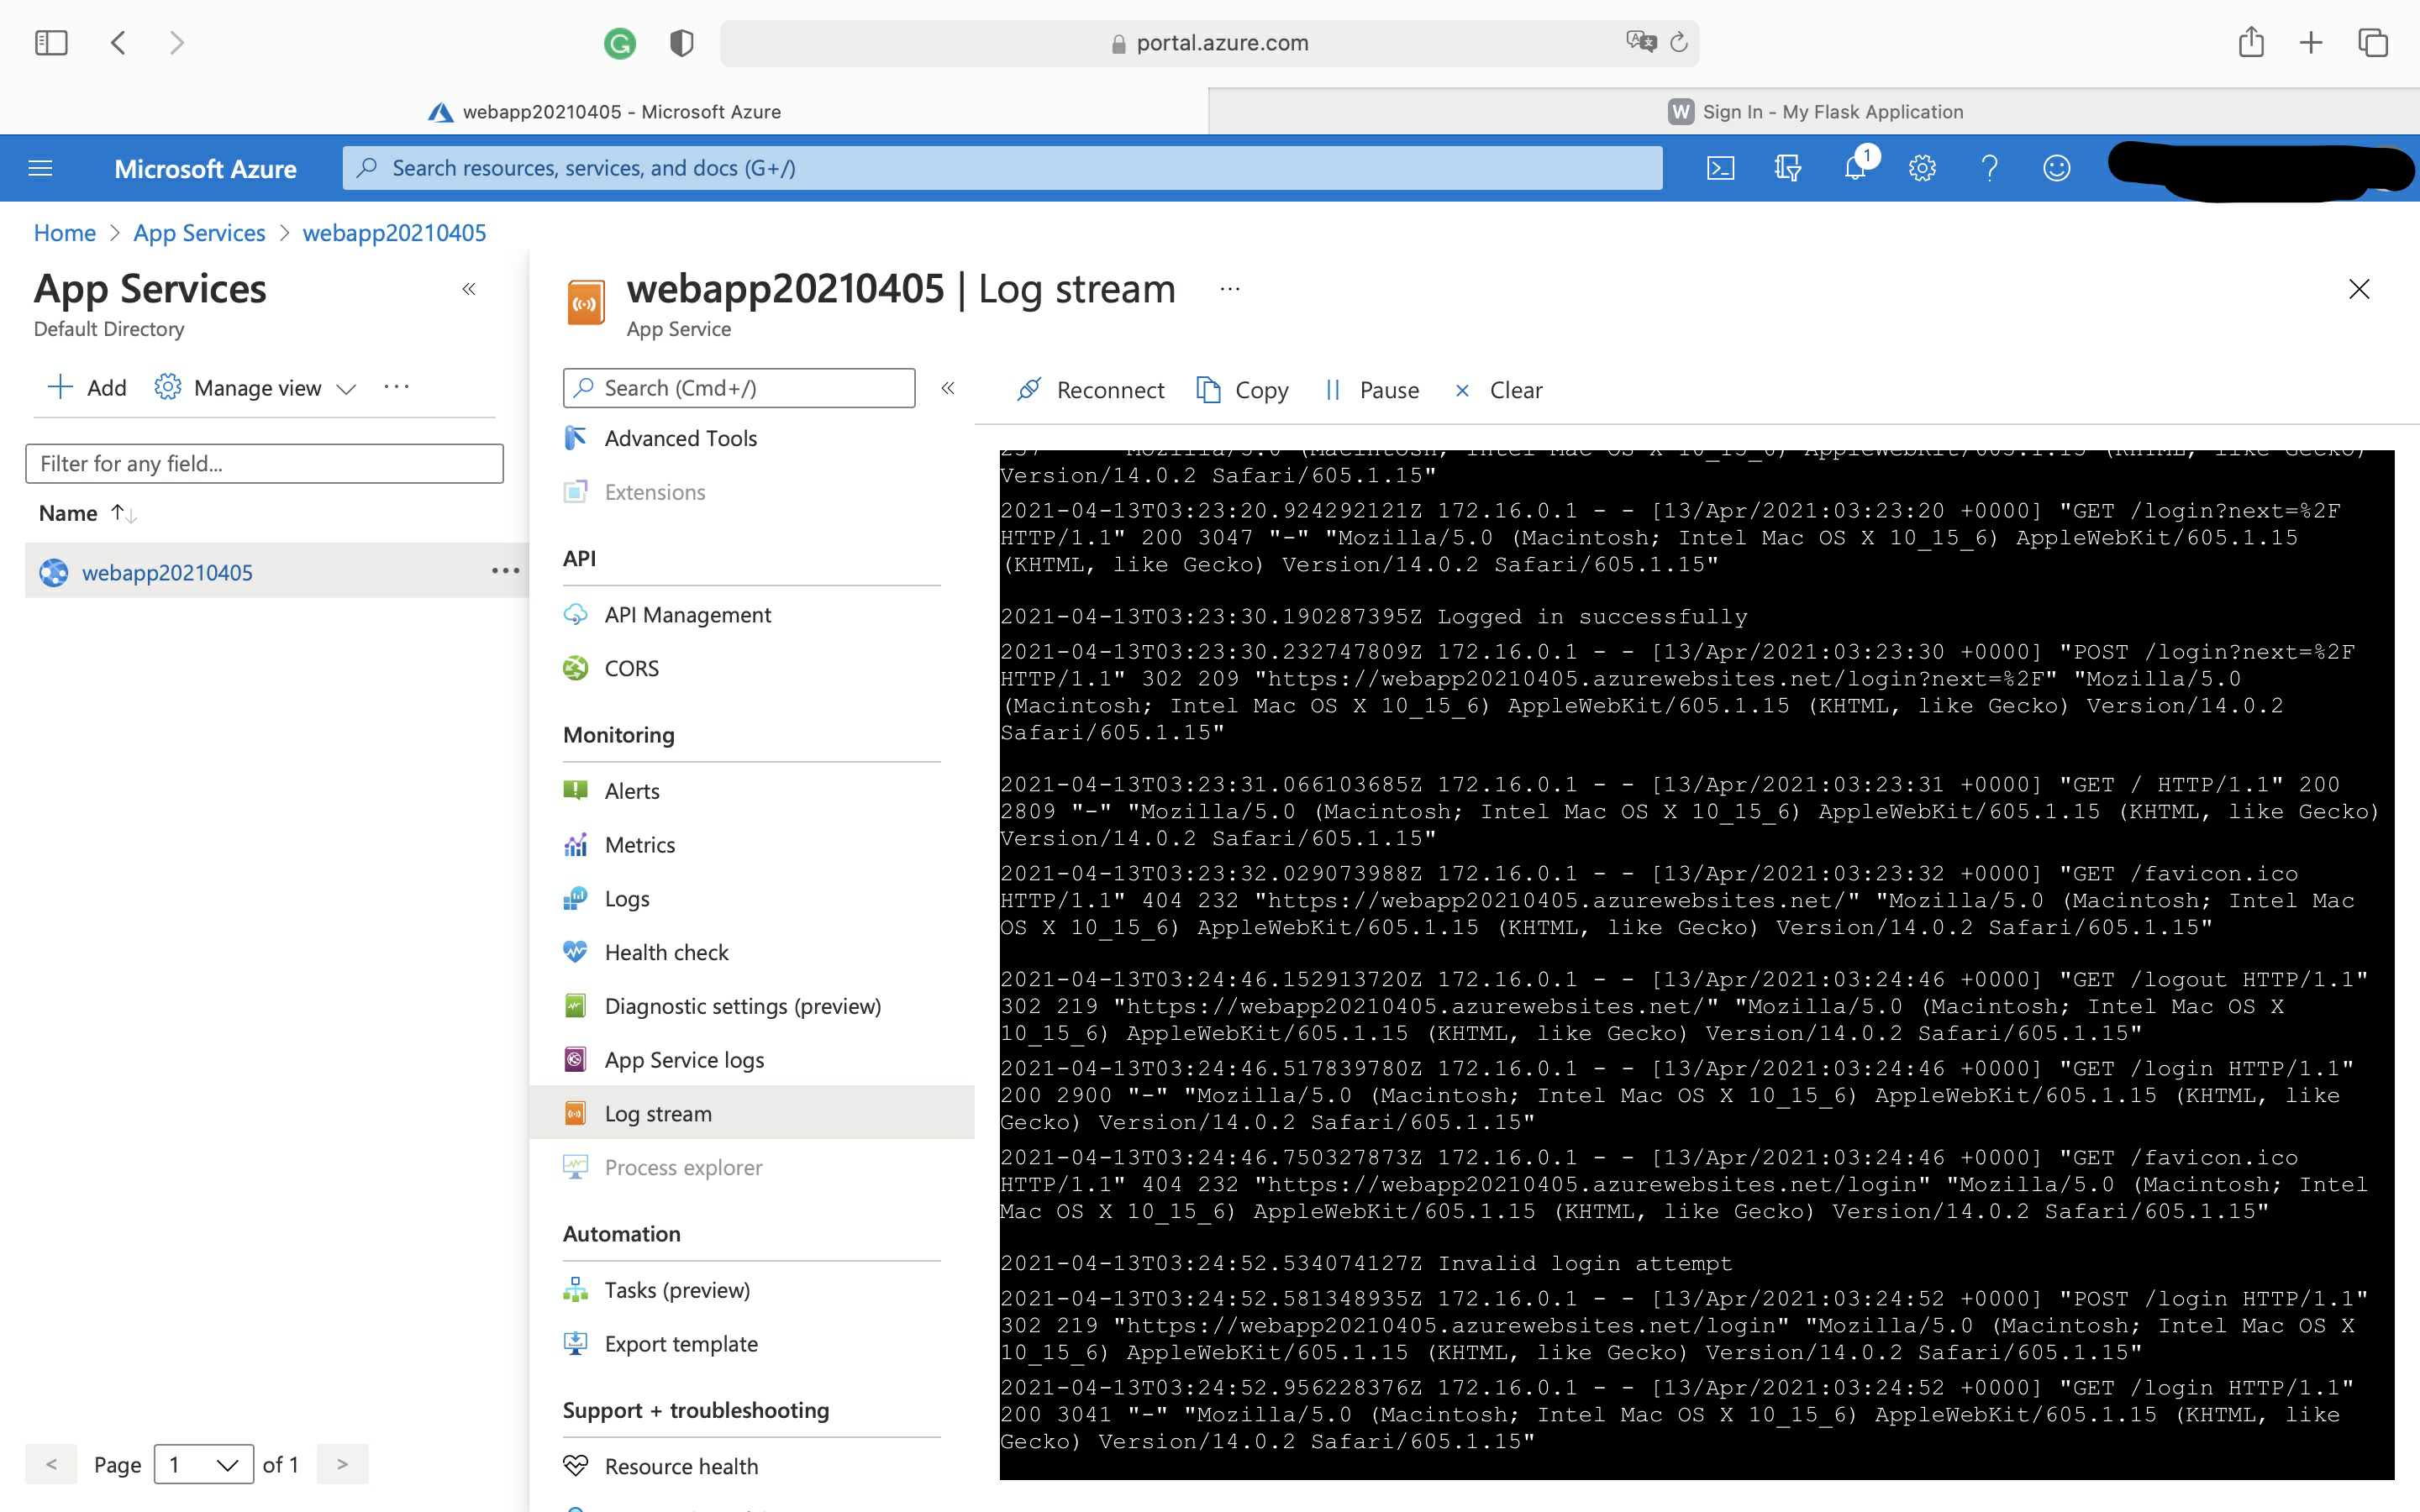 portal.azure.com
webapp20210405 - Microsoft Azure
W Sign In - My Flask Application
Microsoft Azure
Search resources, services, and docs (G+/)
1
Home > App Services > webapp20210405
App Services
Default Directory
Add Manage view ...
Filter for any field...
Name
webapp20210405 ...
< Page 1 of 1 >
webapp20210405 | Log stream ...
App Service
Search (Cmd+/)
Advanced Tools
Extensions
API
API Management
CORS
Monitoring
Alerts
Metrics
Logs
Health check
Diagnostic settings (preview)
App Service logs
Log stream
Process explorer
Automation
Tasks (preview)
Export template
Support + troubleshooting
Resource health
Reconnect Copy Pause Clear
237 "-" "Mozilla/5.0 (Macintosh; Intel Mac OS X 10_15_6) AppleWebKit/605.1.15 (KHTML, like Gecko)
Version/14.0.2 Safari/605.1.15"
2021-04-13T03:23:20.924292121Z 172.16.0.1 - - [13/Apr/2021:03:23:20 +0000] "GET /login?next=%2F
HTTP/1.1" 200 3047 "-" "Mozilla/5.0 (Macintosh; Intel Mac OS X 10_15_6) AppleWebKit/605.1.15
(KHTML, like Gecko) Version/14.0.2 Safari/605.1.15"
2021-04-13T03:23:30.190287395Z Logged in successfully
2021-04-13T03:23:30.232747809Z 172.16.0.1 - - [13/Apr/2021:03:23:30 +0000] "POST /login?next=%2F
HTTP/1.1" 302 209 "https://webapp20210405.azurewebsites.net/login?next=%2F" "Mozilla/5.0
(Macintosh; Intel Mac OS X 10_15_6) AppleWebKit/605.1.15 (KHTML, like Gecko) Version/14.0.2
Safari/605.1.15"
2021-04-13T03:23:31.066103685Z 172.16.0.1 - - [13/Apr/2021:03:23:31 +0000] "GET / HTTP/1.1" 200
2809 "-" "Mozilla/5.0 (Macintosh; Intel Mac OS X 10_15_6) AppleWebKit/605.1.15 (KHTML, like Gecko)
Version/14.0.2 Safari/605.1.15"
2021-04-13T03:23:32.029073988Z 172.16.0.1 - - [13/Apr/2021:03:23:32 +0000] "GET /favicon.ico
HTTP/1.1" 404 232 "https://webapp20210405.azurewebsites.net/" "Mozilla/5.0 (Macintosh; Intel Mac
OS X 10_15_6) AppleWebKit/605.1.15 (KHTML, like Gecko) Version/14.0.2 Safari/605.1.15"
2021-04-13T03:24:46.152913720Z 172.16.0.1 - - [13/Apr/2021:03:24:46 +0000] "GET /logout HTTP/1.1"
302 219 "https://webapp20210405.azurewebsites.net/" "Mozilla/5.0 (Macintosh; Intel Mac OS X
10_15_6) AppleWebKit/605.1.15 (KHTML, like Gecko) Version/14.0.2 Safari/605.1.15"
2021-04-13T03:24:46.517839780Z 172.16.0.1 - - [13/Apr/2021:03:24:46 +0000] "GET /login HTTP/1.1"
200 2900 "-" "Mozilla/5.0 (Macintosh; Intel Mac OS X 10_15_6) AppleWebKit/605.1.15 (KHTML, like
Gecko) Version/14.0.2 Safari/605.1.15"
2021-04-13T03:24:46.750327873Z 172.16.0.1 - - [13/Apr/2021:03:24:46 +0000] "GET /favicon.ico
HTTP/1.1" 404 232 "https://webapp20210405.azurewebsites.net/login" "Mozilla/5.0 (Macintosh; Intel
Mac OS X 10_15_6) AppleWebKit/605.1.15 (KHTML, like Gecko) Version/14.0.2 Safari/605.1.15"
2021-04-13T03:24:52.534074127Z Invalid login attempt
2021-04-13T03:24:52.581348935Z 172.16.0.1 - - [13/Apr/2021:03:24:52 +0000] "POST /login HTTP/1.1"
302 219 "https://webapp20210405.azurewebsites.net/login" "Mozilla/5.0 (Macintosh; Intel Mac OS X
10_15_6) AppleWebKit/605.1.15 (KHTML, like Gecko) Version/14.0.2 Safari/605.1.15"
2021-04-13T03:24:52.956228376Z 172.16.0.1 - - [13/Apr/2021:03:24:52 +0000] "GET /login HTTP/1.1"
200 3041 "-" "Mozilla/5.0 (Macintosh; Intel Mac OS X 10_15_6) AppleWebKit/605.1.15 (KHTML, like
Gecko) Version/14.0.2 Safari/605.1.15"